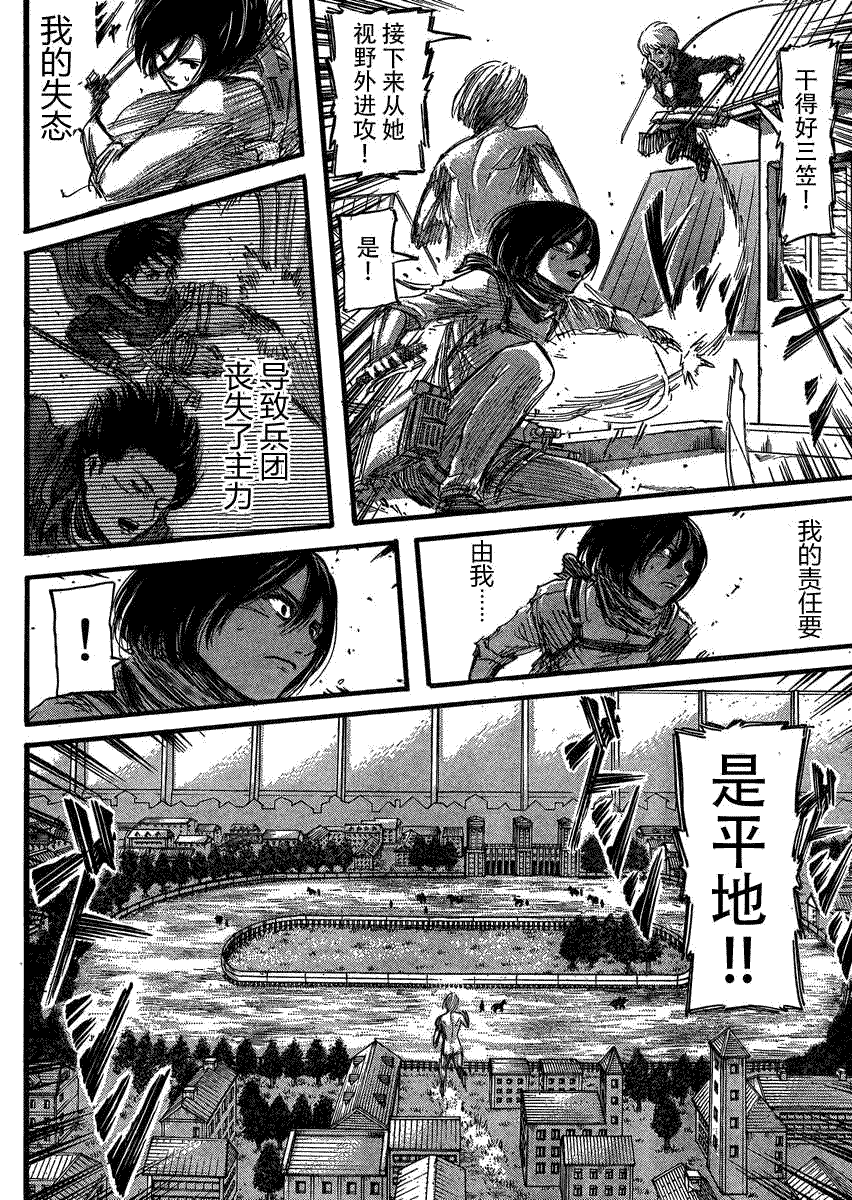 干得好三笠！
接下来从她
视野外进攻！
是！
我的失态
导致兵团
丧失了主力
我的责任要
由我……
！
是平地!!